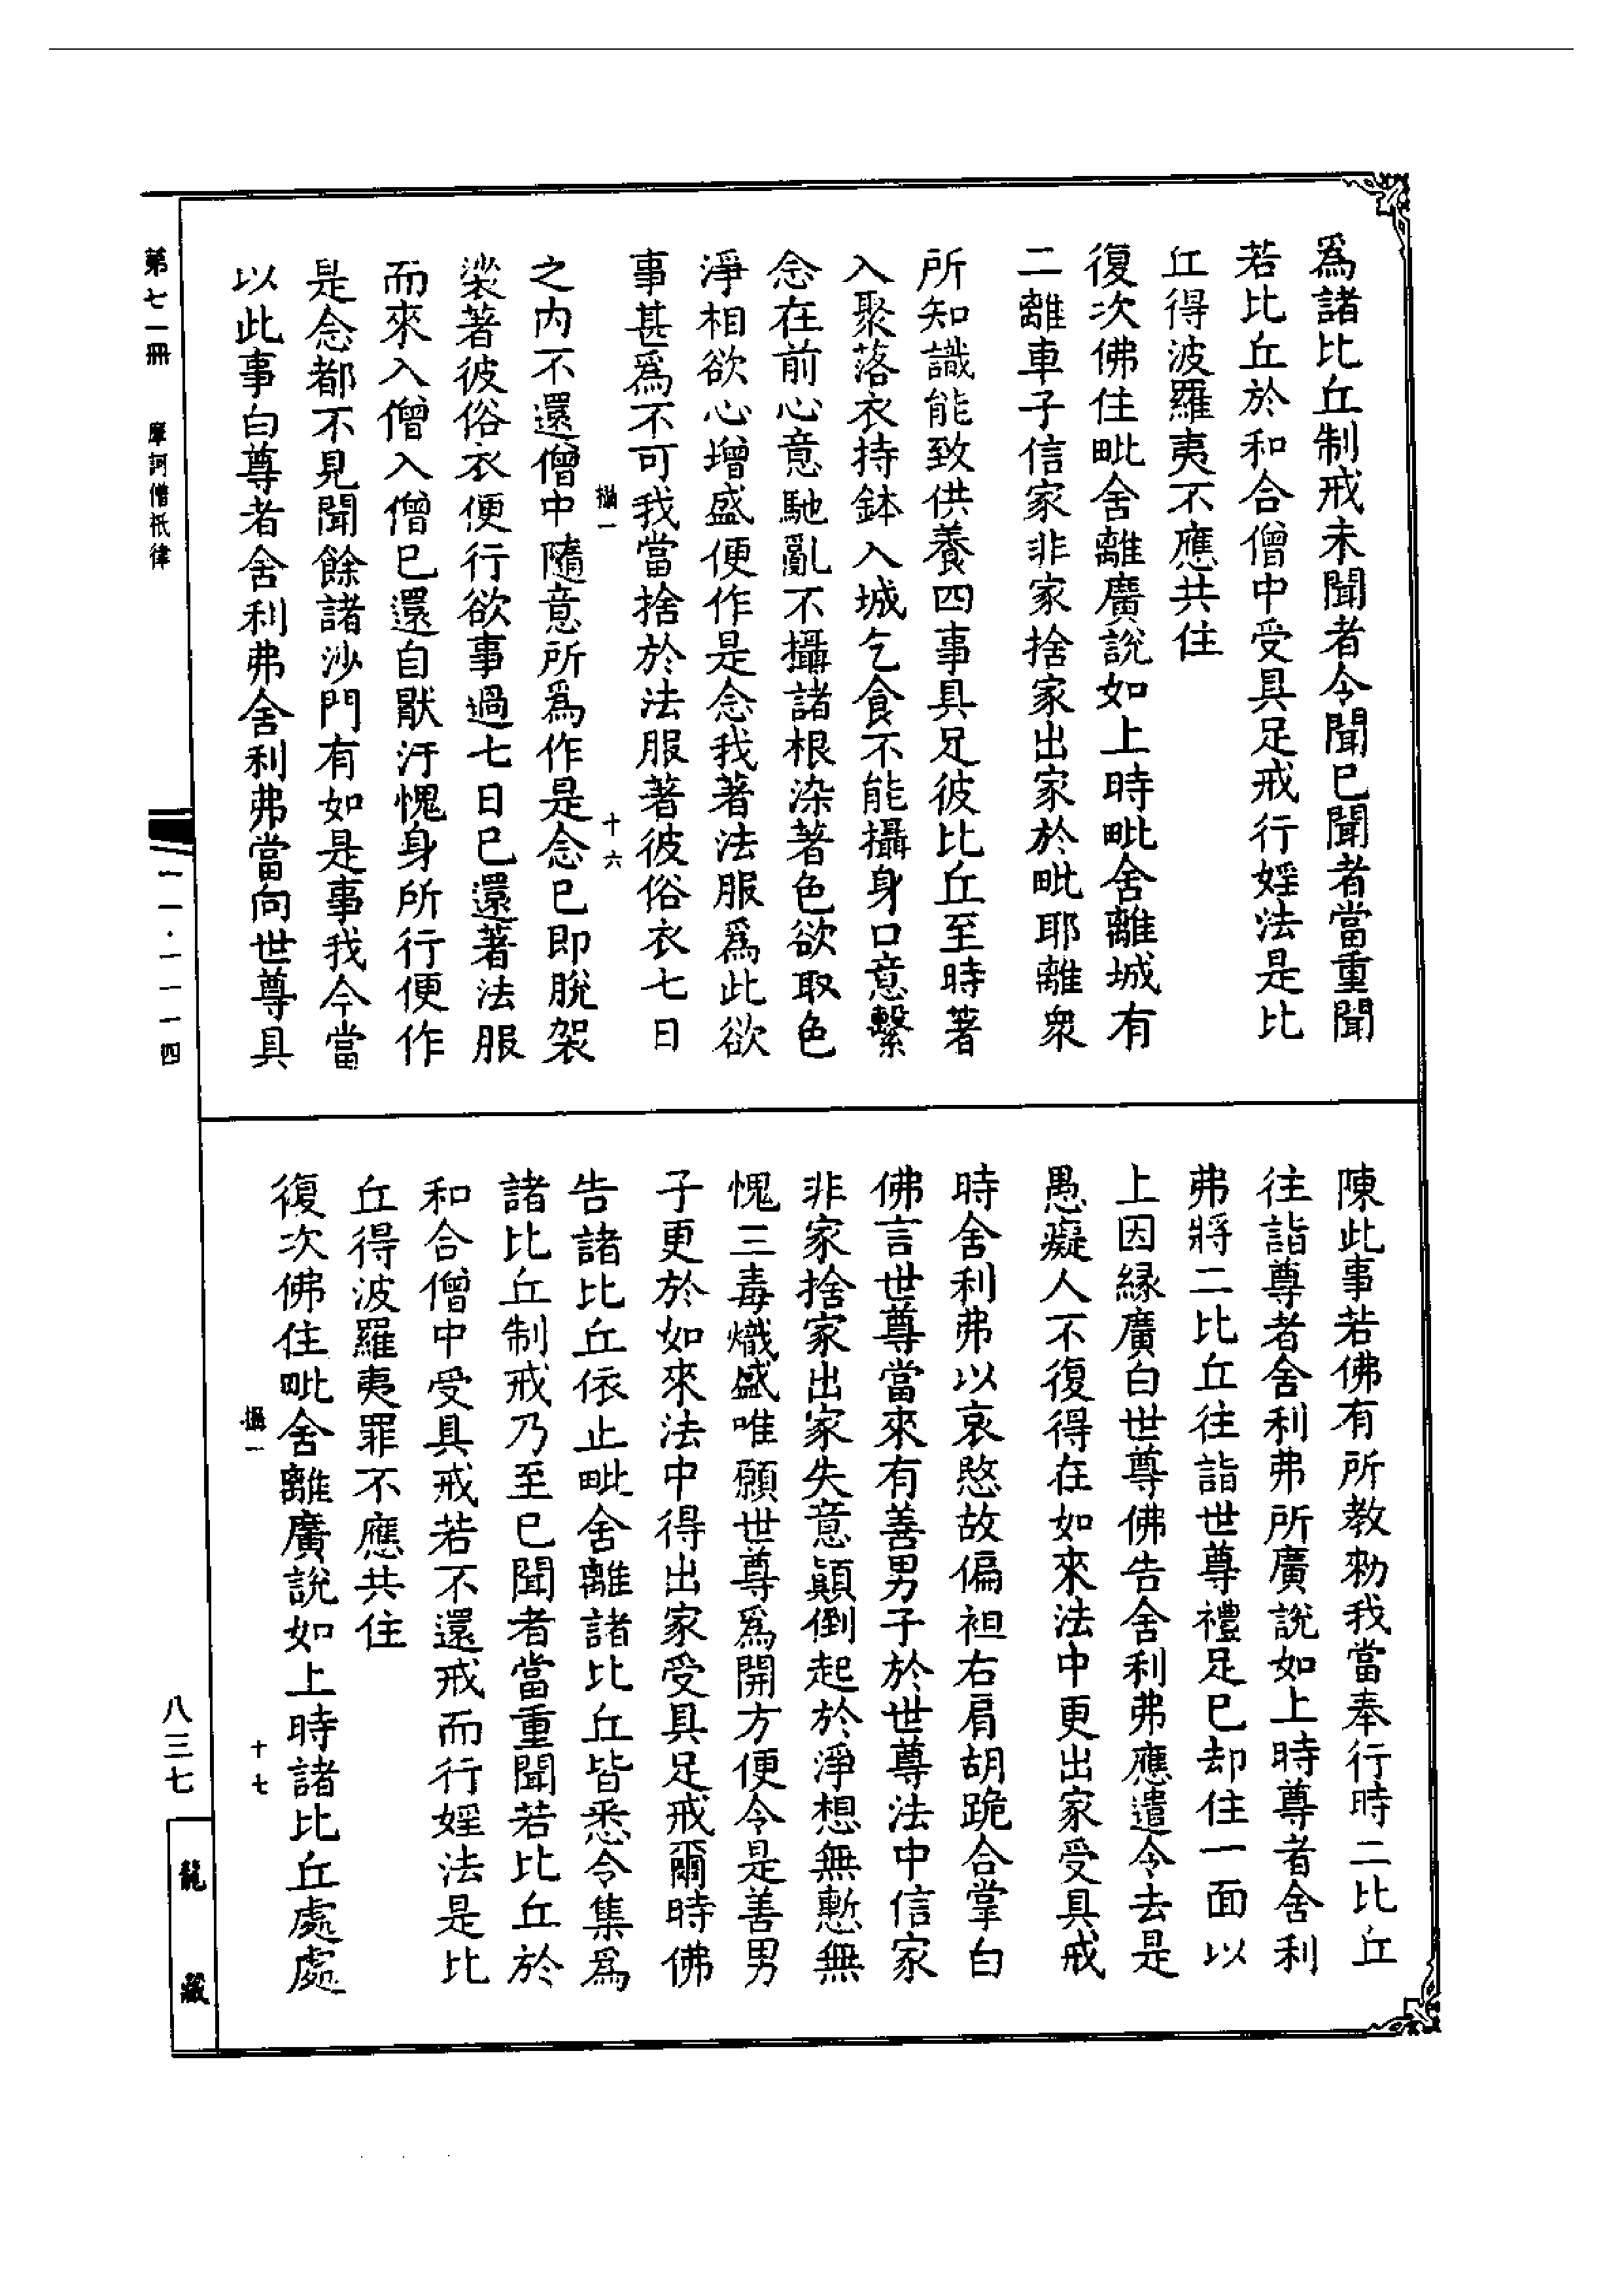 爲諸比丘制戒未聞者令聞已聞者當重聞
若比丘於和合僧中受具足戒行婬法是比
丘得波羅夷不應共住
復次佛住毗舍離廣說如上時毗舍離城有
二離車子信家非家捨家出家於毗耶離衆
所知識能致供養四事具足彼比丘至時著
入聚落衣持鉢入城乞食不能攝身口意繫
念在前心意馳亂不攝諸根染著色欲取色
淨相欲心增盛便作是念我著法服爲此欲
事甚爲不可我當捨於法服著彼俗衣七日
攝一
十六
之内不還僧中隨意所爲作是念已即脫袈
裟著彼俗衣便行欲事過七日已還著法服
而來入僧入僧已還自厭汙愧身所行便作
是念都不見聞餘諸沙門有如是事我今當
以此事白尊者舍利弗舍利弗當向世尊具
陳此事若佛有所教勑我當奉行時二比丘
往詣尊者舍利弗所廣說如上時尊者舍利
弗將二比丘往詣世尊禮足已却住一面以
上因緣廣白世尊佛告舍利弗應遣令去是
愚癡人不復得在如來法中更出家受具戒
時舍利弗以哀愍故偏袒右肩胡跪合掌白
佛言世尊當來有善男子於世尊法中信家
非家捨家出家失意顚倒起於淨想無慙無
愧三毒熾盛唯願世尊爲開方便令是善男
子更於如來法中得出家受具足戒爾時佛
告諸比丘依止毗舍離諸比丘皆悉令集爲
諸比丘制戒乃至已聞者當重聞若比丘於
和合僧中受具戒若不還戒而行婬法是比
丘得波羅夷罪不應共住
復次佛住毗舍離廣說如上時諸比丘處處
攝一
十七
第七一冊
摩訶僧祇律
一一·一一一四
八三七
龍藏